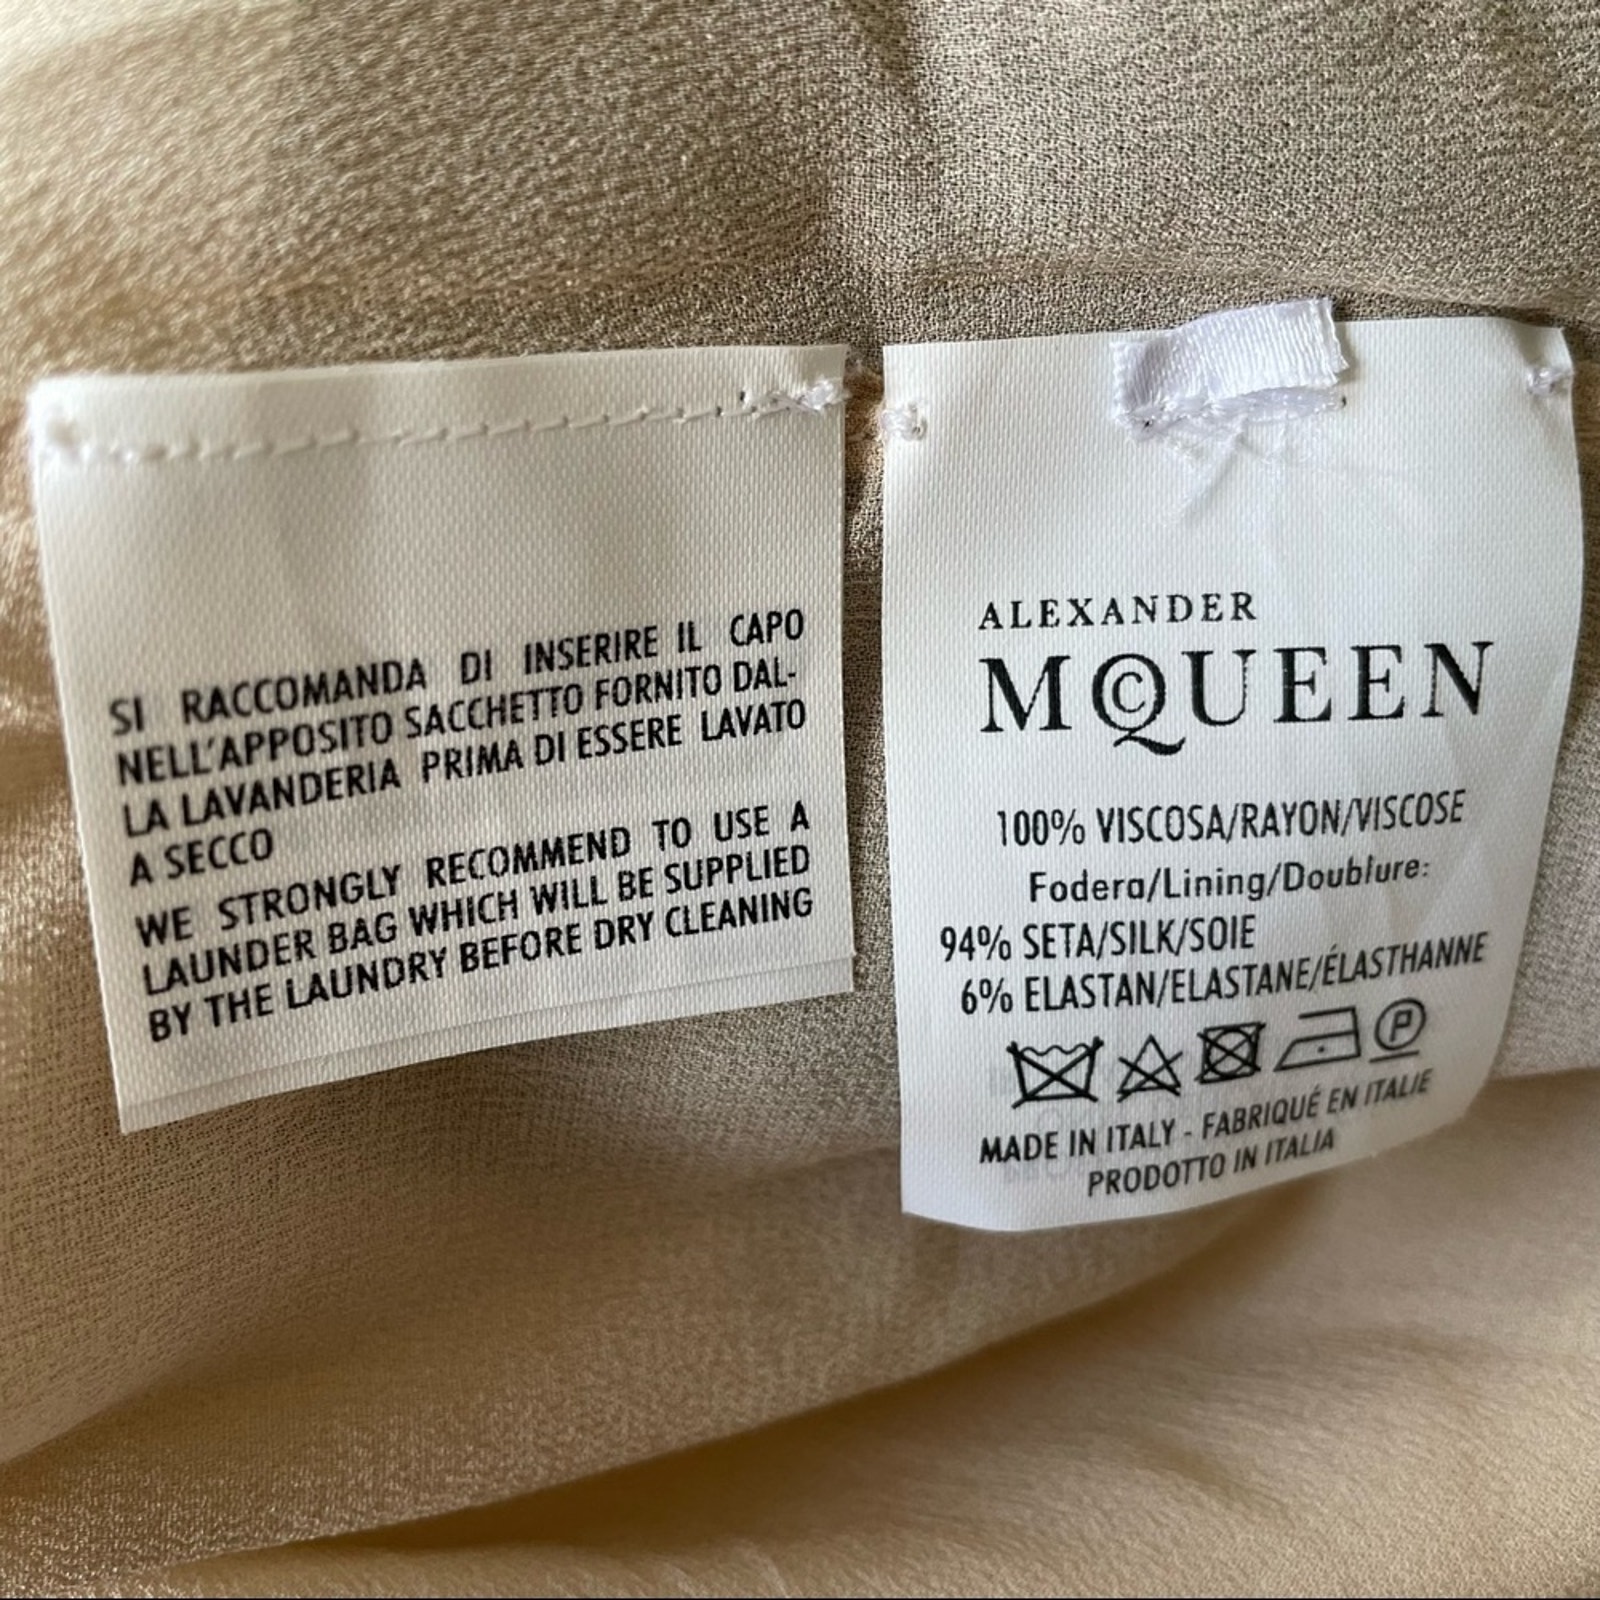 SI RACCOMANDA DI INSERIRE IL CAPO
NELL'APPOSITO SACCHETTO FORNITO DAL-
LA LAVANDERIA PRIMA DI ESSERE LAVATO
A SECCO
WE STRONGLY RECOMMEND TO USE A
LAUNDER BAG WHICH WILL BE SUPPLIED
BY THE LAUNDRY BEFORE DRY CLEANING
ALEXANDER
MCQUEEN
100% VISCOSA/RAYON/VISCOSE
Fodera/Lining/Doublure:
94% SETA/SILK/SOIE
6% ELASTAN/ELASTANE/ÉLASTHANNE
P
MADE IN ITALY - FABRIQUÉ EN ITALIE
PRODOTTO IN ITALIA